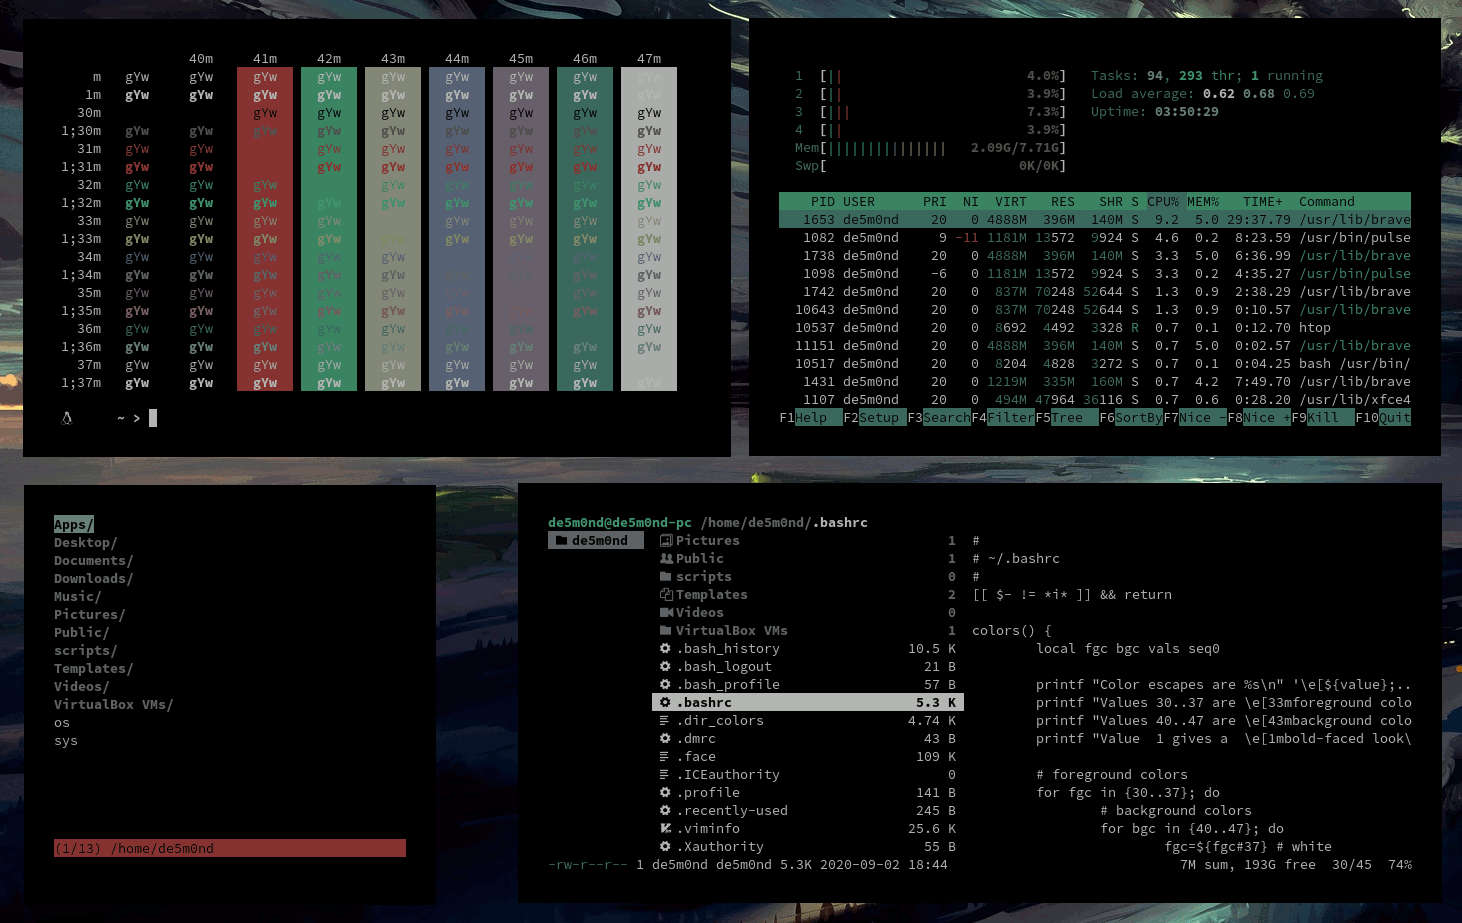 40m 41m 42m 43m 44m 45m 46m 47m
m gYw gYw gYw gYw gYw gYw gYw gYw gYw
1m gYw gYw gYw gYw gYw gYw gYw gYw gYw
30m gYw gYw gYw gYw gYw gYw gYw
1;30m gYw gYw gYw gYw gYw gYw gYw gYw gYw
31m gYw gYw gYw gYw gYw gYw gYw gYw
1;31m gYw gYw gYw gYw gYw gYw gYw gYw
32m gYw gYw gYw gYw gYw gYw gYw gYw
1;32m gYw gYw gYw gYw gYw gYw gYw gYw gYw
33m gYw gYw gYw gYw gYw gYw gYw gYw
1;33m gYw gYw gYw gYw gYw gYw gYw gYw gYw
34m gYw gYw gYw gYw gYw gYw gYw gYw
1;34m gYw gYw gYw gYw gYw gYw gYw gYw gYw
35m gYw gYw gYw gYw gYw gYw gYw gYw
1;35m gYw gYw gYw gYw gYw gYw gYw gYw gYw
36m gYw gYw gYw gYw gYw gYw gYw gYw
1;36m gYw gYw gYw gYw gYw gYw gYw gYw gYw
37m gYw gYw gYw gYw gYw gYw gYw gYw
1;37m gYw gYw gYw gYw gYw gYw gYw gYw gYw
~ >
1 [|| 4.0%] Tasks: 94, 293 thr; 1 running
2 [|| 3.9%] Load average: 0.62 0.68 0.69
3 [||| 7.3%] Uptime: 03:50:29
4 [|| 3.9%]
Mem[||||||||||||||| 2.09G/7.71G]
Swp[ 0K/0K]
PID USER PRI NI VIRT RES SHR S CPU% MEM% TIME+ Command
1653 de5m0nd 20 0 4888M 396M 140M S 9.2 5.0 29:37.79 /usr/lib/brave
1082 de5m0nd 9 -11 1181M 13572 9924 S 4.6 0.2 8:23.59 /usr/bin/pulse
1738 de5m0nd 20 0 4888M 396M 140M S 3.3 5.0 6:36.99 /usr/lib/brave
1098 de5m0nd -6 0 1181M 13572 9924 S 3.3 0.2 4:35.27 /usr/bin/pulse
1742 de5m0nd 20 0 837M 70248 52644 S 1.3 0.9 2:38.29 /usr/lib/brave
10643 de5m0nd 20 0 837M 70248 52644 S 1.3 0.9 0:10.57 /usr/lib/brave
10537 de5m0nd 20 0 8692 4492 3328 R 0.7 0.1 0:12.70 htop
11151 de5m0nd 20 0 4888M 396M 140M S 0.7 5.0 0:02.57 /usr/lib/brave
10517 de5m0nd 20 0 8204 4828 3272 S 0.7 0.1 0:04.25 bash /usr/bin/
1431 de5m0nd 20 0 1219M 335M 160M S 0.7 4.2 7:49.70 /usr/lib/brave
1107 de5m0nd 20 0 494M 47964 36116 S 0.7 0.6 0:28.20 /usr/lib/xfce4
F1Help F2Setup F3SearchF4FilterF5Tree F6SortByF7Nice -F8Nice +F9Kill F10Quit
Apps/
Desktop/
Documents/
Downloads/
Music/
Pictures/
Public/
scripts/
Templates/
Videos/
VirtualBox VMs/
os
sys
(1/13) /home/de5m0nd
de5m0nd@de5m0nd-pc /home/de5m0nd/.bashrc
de5m0nd Pictures 1 #
Public 1 # ~/.bashrc
scripts 0 #
Templates 2 [[ $- != *i* ]] && return
Videos 0
VirtualBox VMs 1 colors() {
.bash_history 10.5 K local fgc bgc vals seq0
.bash_logout 21 B
.bash_profile 57 B printf "Color escapes are %s\n" '\e[${value};..
.bashrc 5.3 K printf "Values 30..37 are \e[33mforeground colo
.dir_colors 4.74 K printf "Values 40..47 are \e[43mbackground colo
.dmrc 43 B printf "Value  1 gives a  \e[1mbold-faced look\
.face 109 K
.ICEauthority 0 # foreground colors
.profile 141 B for fgc in {30..37}; do
.recently-used 245 B # background colors
.viminfo 25.6 K for bgc in {40..47}; do
.Xauthority 55 B fgc=${fgc#37} # white
-rw-r--r-- 1 de5m0nd de5m0nd 5.3K 2020-09-02 18:44 7M sum, 193G free 30/45 74%